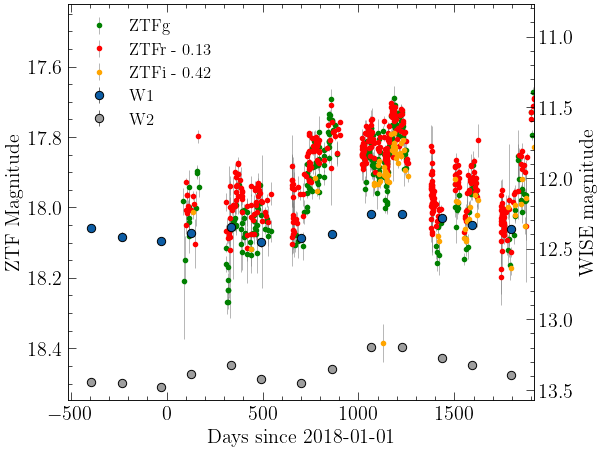 ZTFg
ZTFr - 0.13
ZTFi - 0.42
W1
W2
17.6
17.8
18.0
18.2
18.4
ZTF Magnitude
11.0
11.5
12.0
12.5
13.0
13.5
WISE magnitude
−500
0
500
1000
1500
Days since 2018-01-01